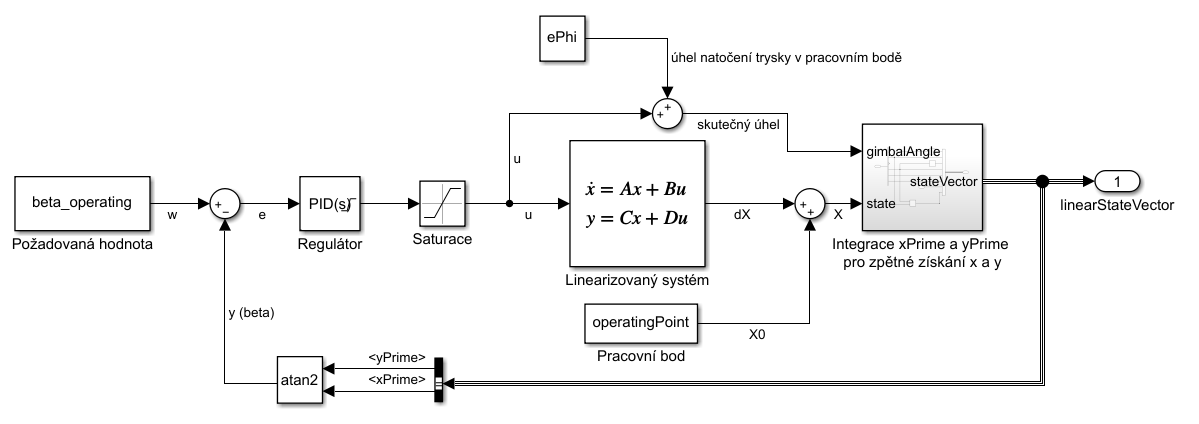 ePhi
úhel natočení trysky v pracovním bodě
+
+
skutečný úhel
u
gimbalAngle
stateVector
state
Integrace xPrime a yPrime
pro zpětné získání x a y
1
linearStateVector
beta_operating
Požadovaná hodnota
w
+
−
e
PID(s)
Regulátor
Saturace
u
ẋ = Ax + Bu
y = Cx + Du
Linearizovaný systém
dX
+
+
X
operatingPoint
Pracovní bod
X0
y (beta)
atan2
<yPrime>
<xPrime>